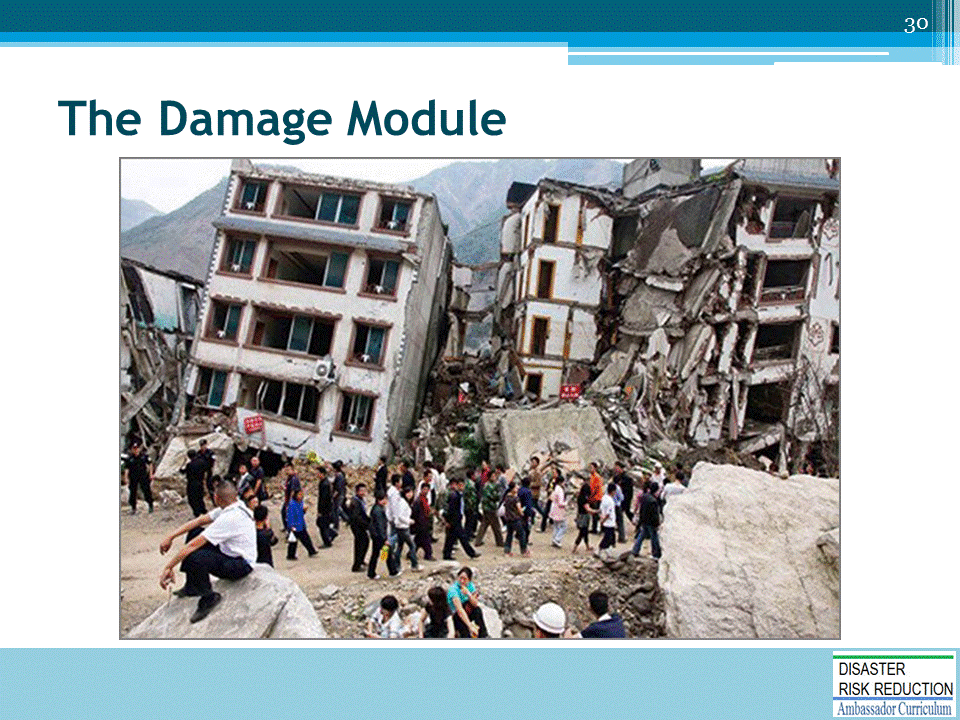 30
The Damage Module
DISASTER
RISK REDUCTION
Ambassador Curriculum